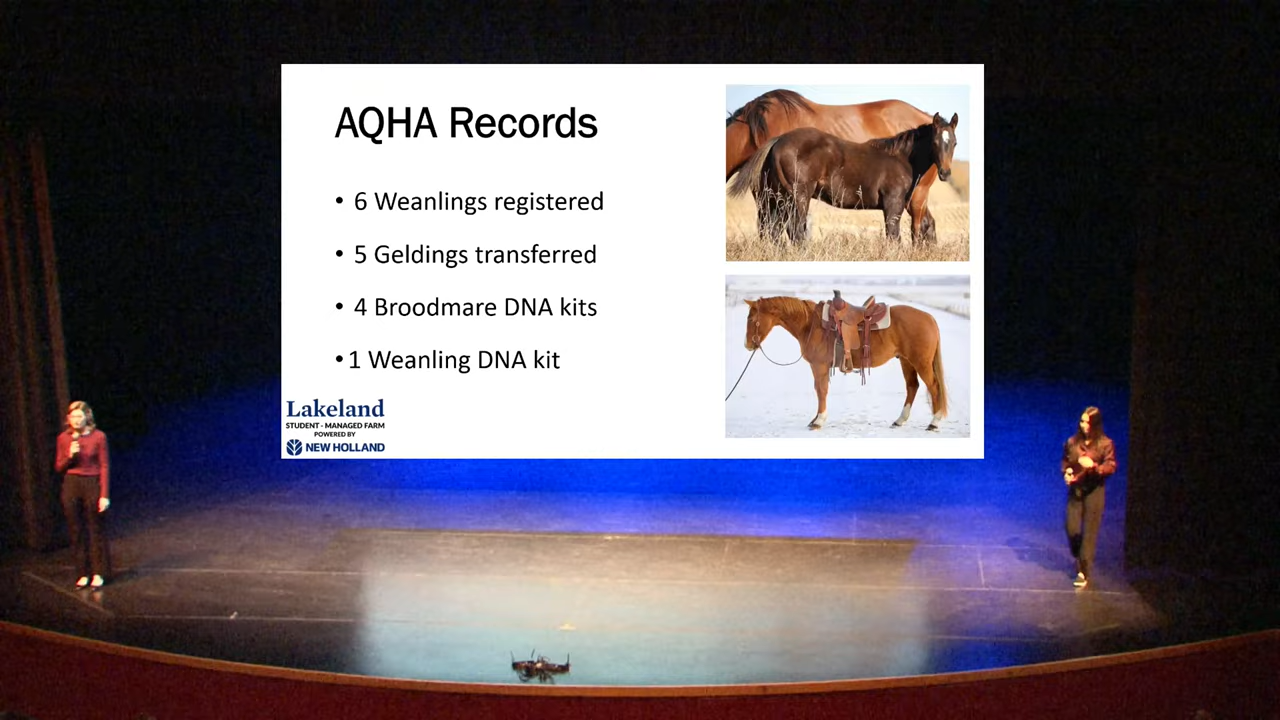 AQHA Records
• 6 Weanlings registered
• 5 Geldings transferred
• 4 Broodmare DNA kits
• 1 Weanling DNA kit
Lakeland
STUDENT - MANAGED FARM
POWERED BY
NEW HOLLAND